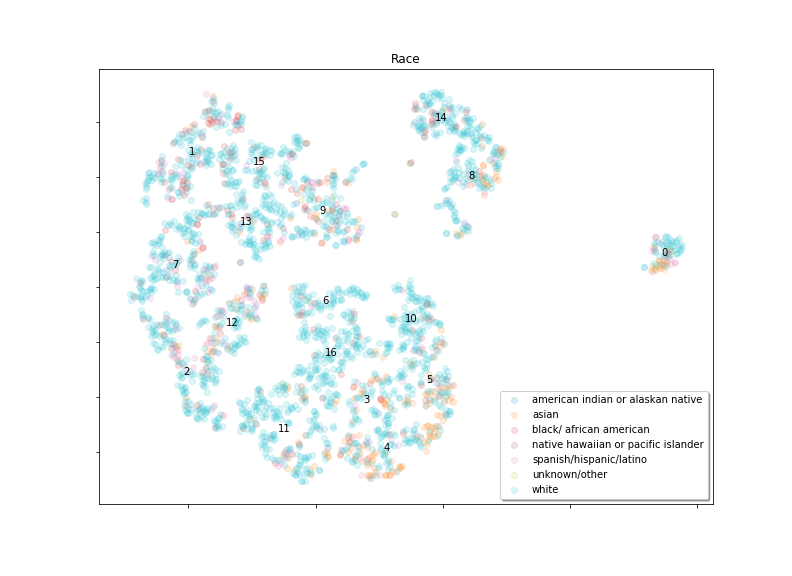 Race
14
1
15
8
9
13
0
7
6
10
12
16
2
5
3
11
4
american indian or alaskan native
asian
black/ african american
native hawaiian or pacific islander
spanish/hispanic/latino
unknown/other
white